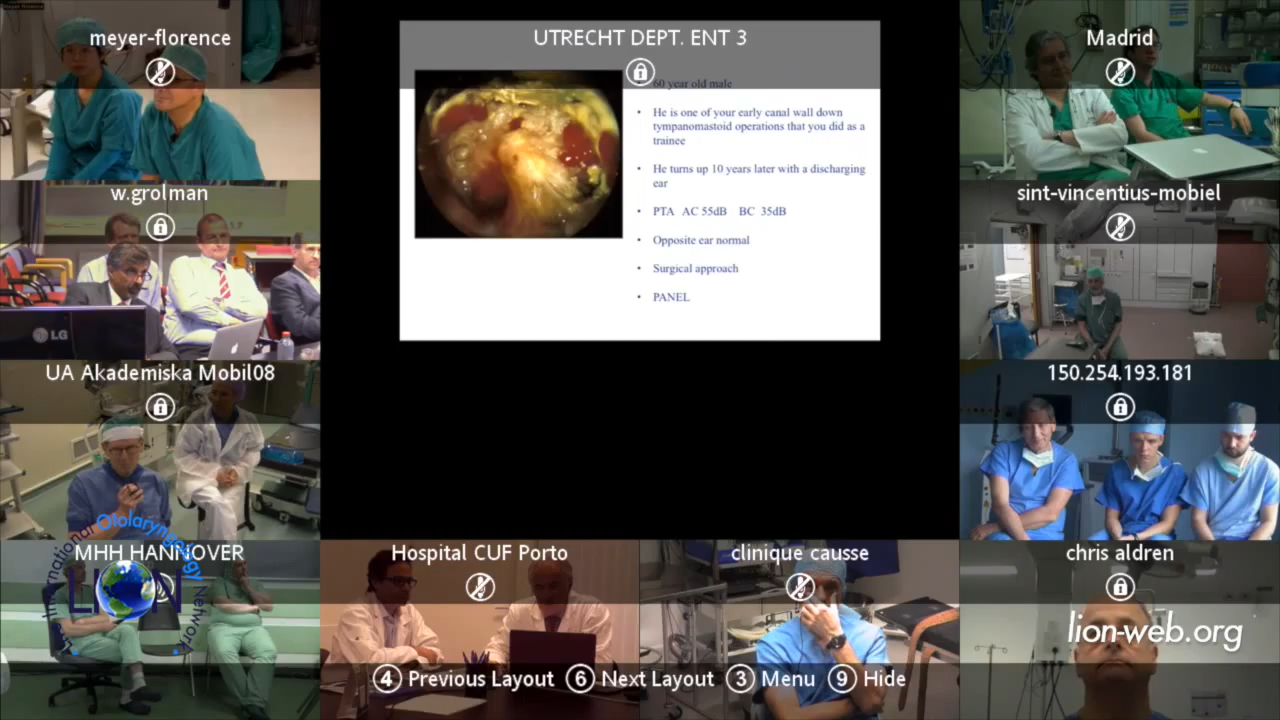 meyer-florence
UTRECHT DEPT. ENT 3
60 year old male
• He is one of your early canal wall down
tympanomastoid operations that you did as a
trainee
• He turns up 10 years later with a discharging
ear
• PTA AC 55dB BC 35dB
• Opposite ear normal
• Surgical approach
• PANEL
Madrid
w.grolman
LG
sint-vincentius-mobiel
UA Akademiska Mobil08
150.254.193.181
MHH HANNOVER
International Otolaryngology Network
LION
Hospital CUF Porto
clinique causse
chris aldren
lion-web.org
4 Previous Layout 6 Next Layout 3 Menu 9 Hide